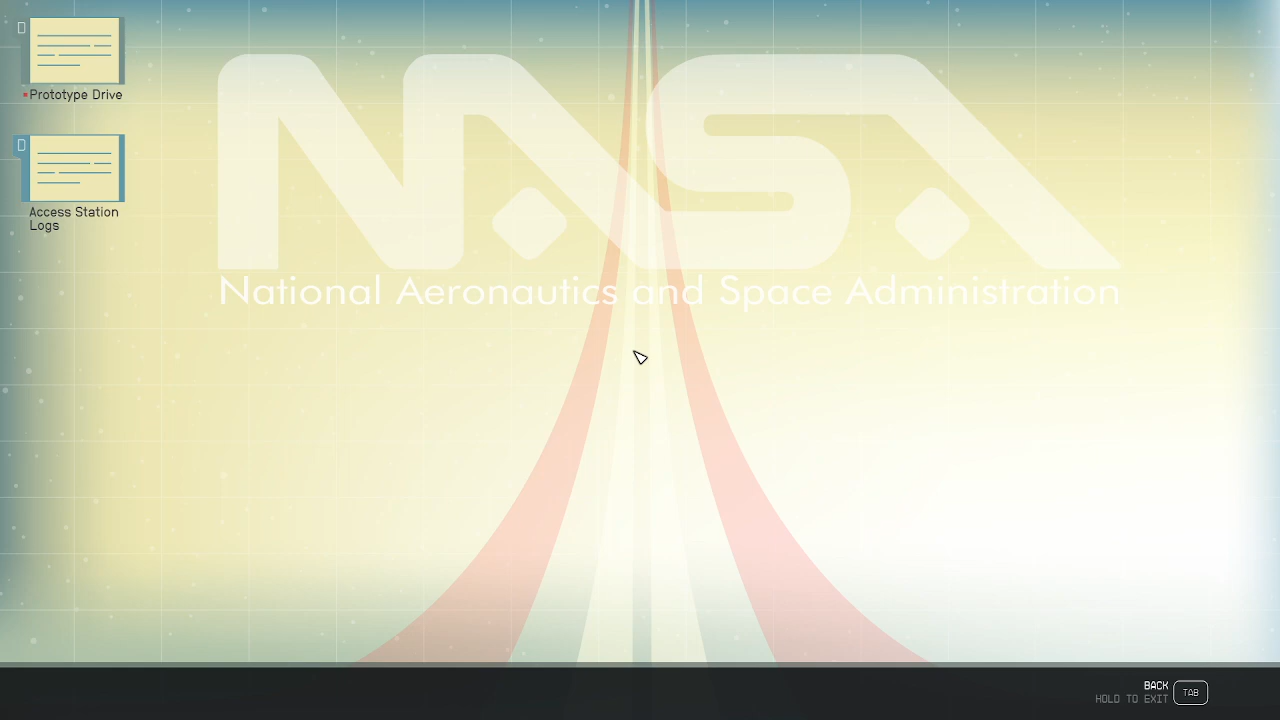 NASA
National Aeronautics and Space Administration
Prototype Drive
Access Station
Logs
BACK
HOLD TO EXIT
TAB